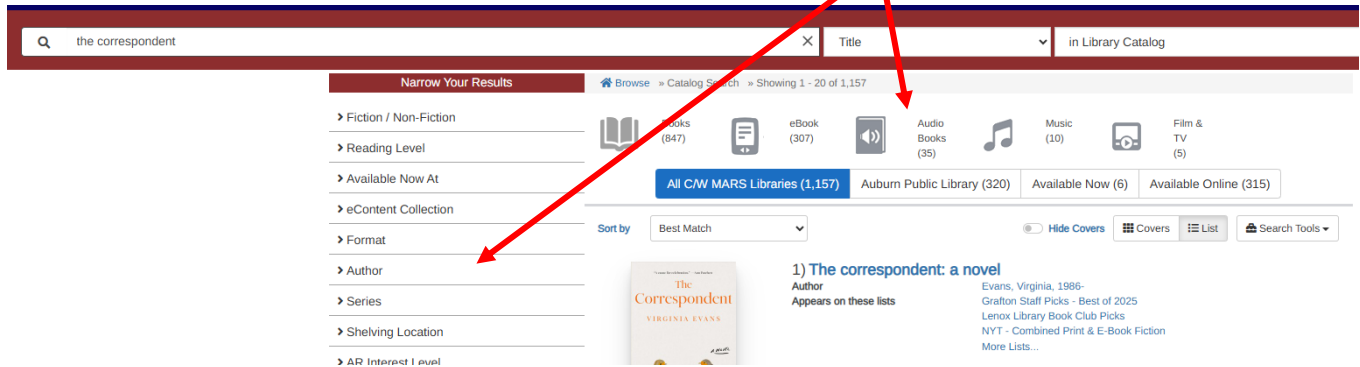 the correspondent
Title
in Library Catalog
Narrow Your Results
Browse » Catalog Search » Showing 1 - 20 of 1,157
Fiction / Non-Fiction
Reading Level
Available Now At
eContent Collection
Format
Author
Series
Shelving Location
AR Interest Level
Books
(847)
eBook
(307)
Audio
Books
(35)
Music
(10)
Film &
TV
(5)
All C/W MARS Libraries (1,157) Auburn Public Library (320) Available Now (6) Available Online (315)
Sort by Best Match Hide Covers Covers List Search Tools
The
Correspondent
VIRGINIA EVANS
a novel
1) The correspondent: a novel
Author Evans, Virginia, 1986-
Appears on these lists Grafton Staff Picks - Best of 2025
Lenox Library Book Club Picks
NYT - Combined Print & E-Book Fiction
More Lists...